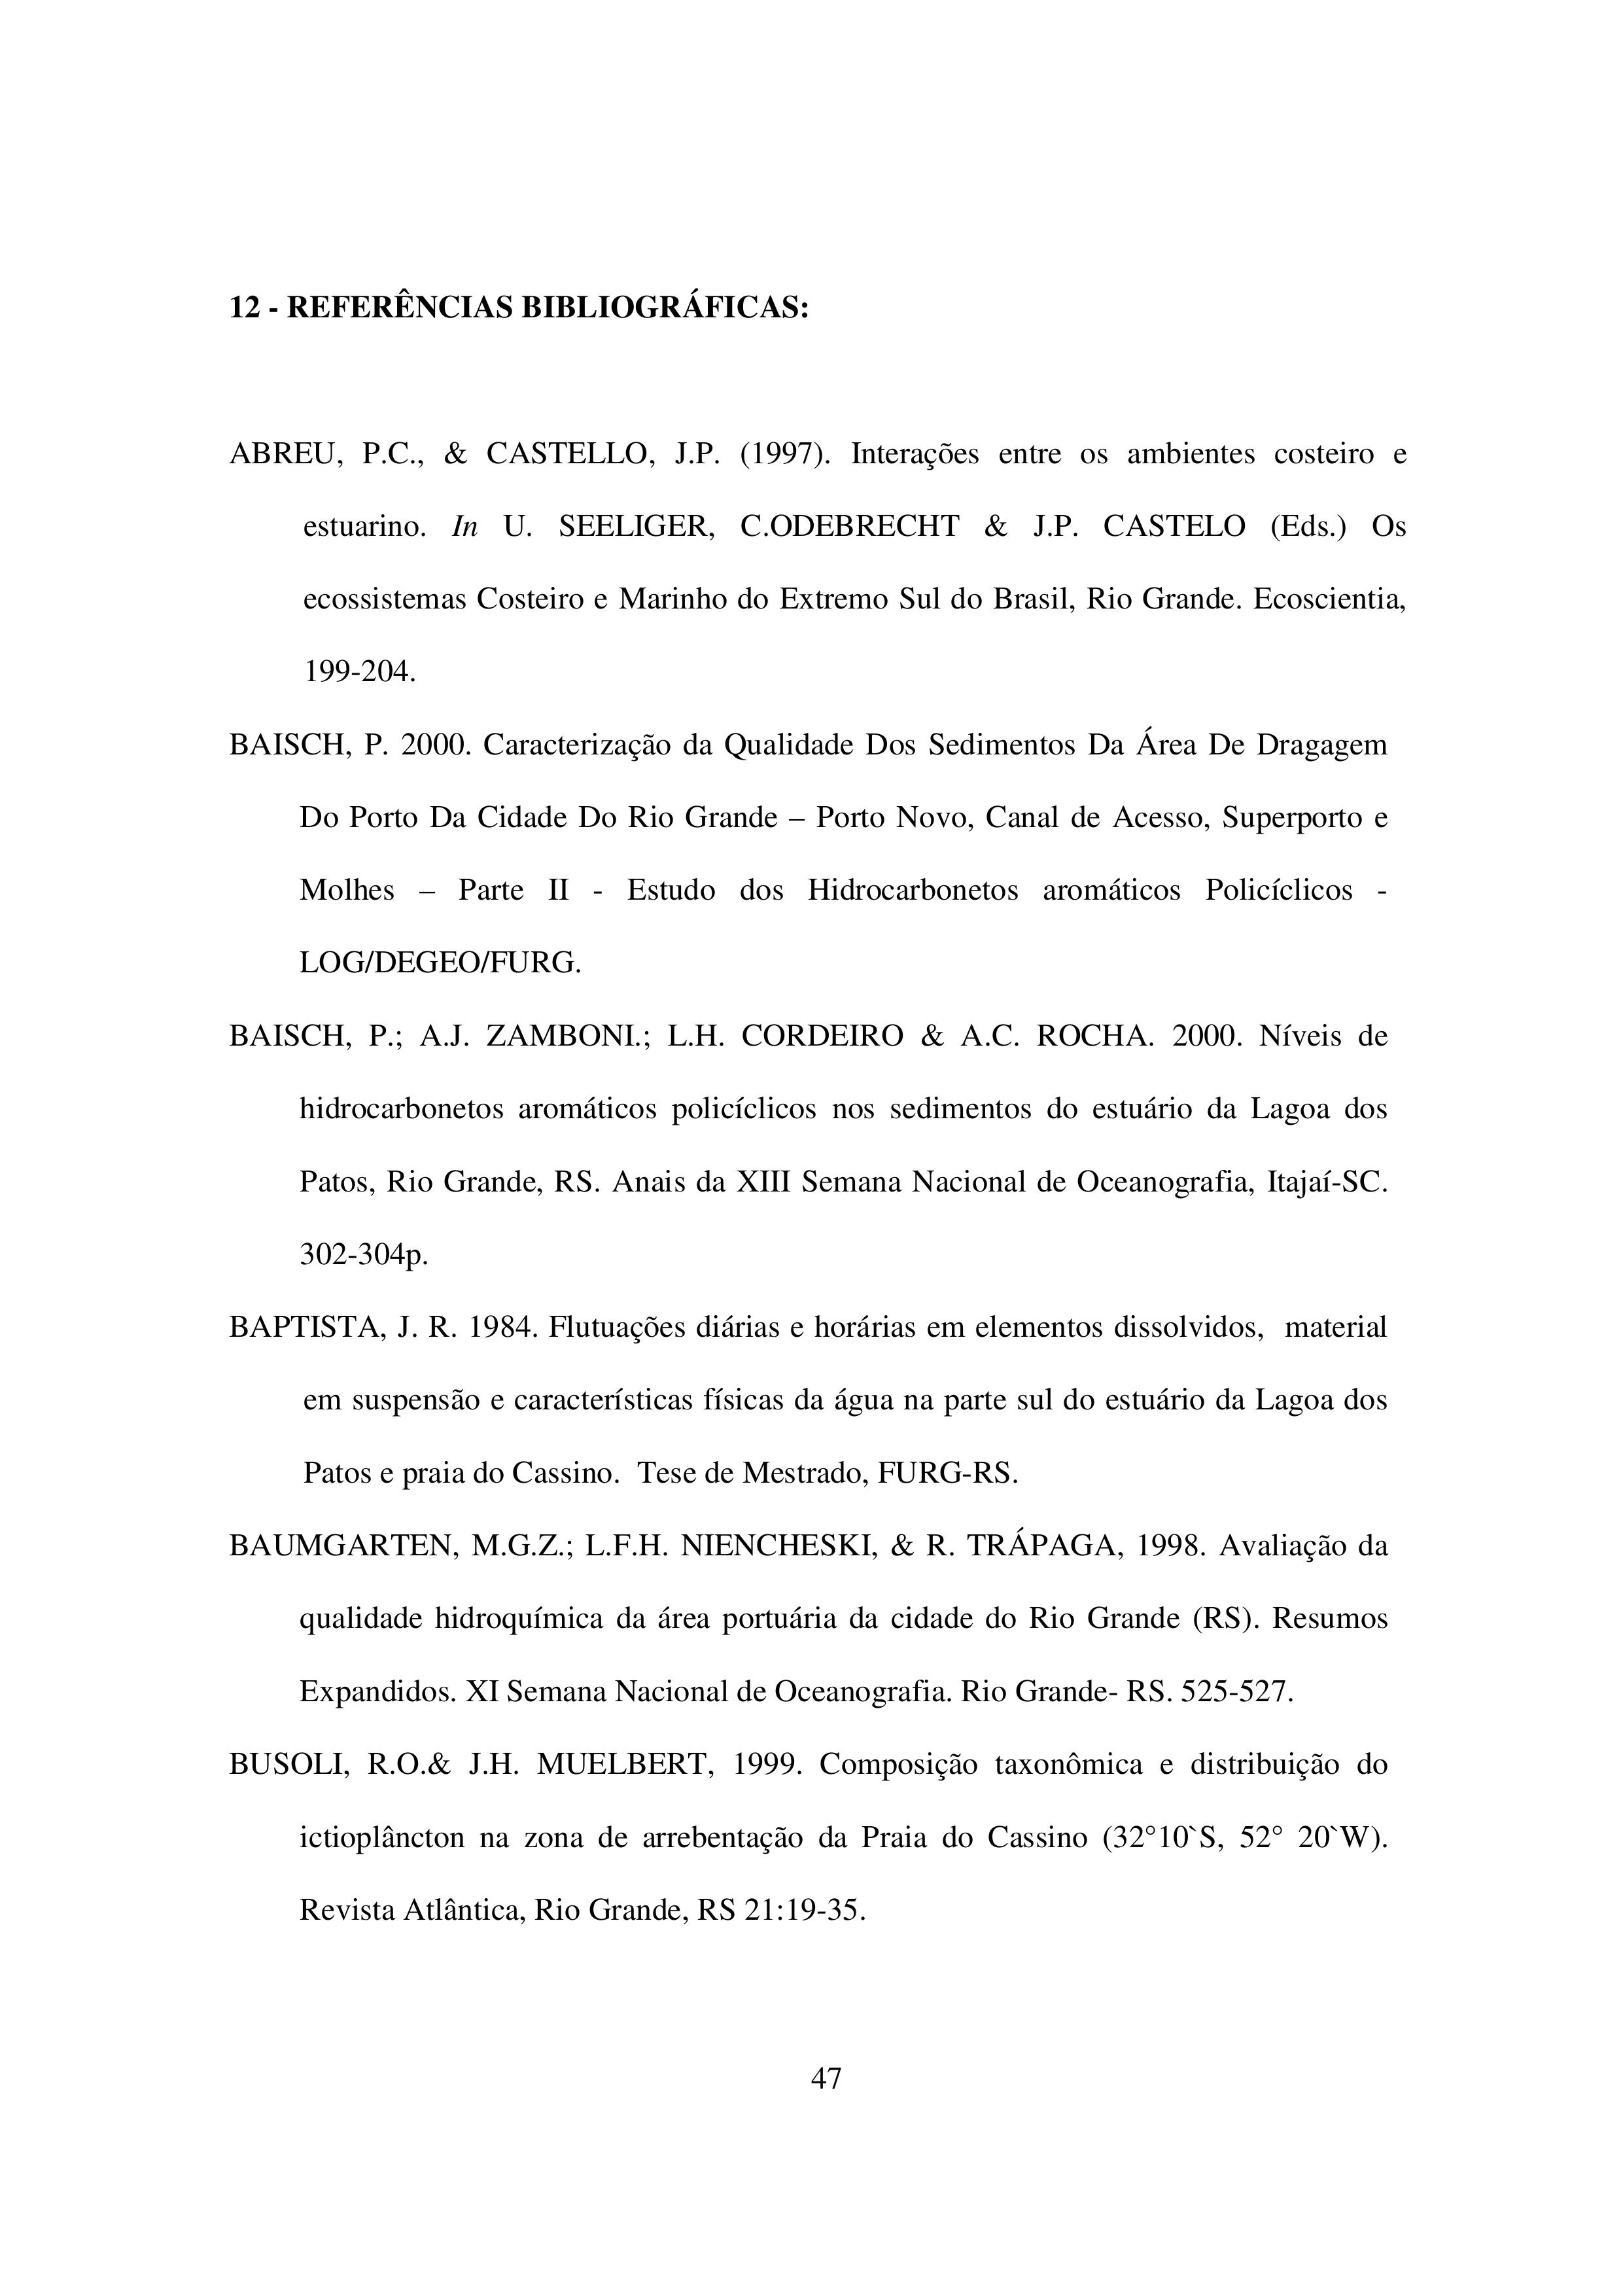 12 - REFERÊNCIAS BIBLIOGRÁFICAS:
ABREU, P.C., & CASTELLO, J.P. (1997). Interações entre os ambientes costeiro e
estuarino. In U. SEELIGER, C.ODEBRECHT & J.P. CASTELO (Eds.) Os
ecossistemas Costeiro e Marinho do Extremo Sul do Brasil, Rio Grande. Ecoscientia,
199-204.
BAISCH, P. 2000. Caracterização da Qualidade Dos Sedimentos Da Área De Dragagem
Do Porto Da Cidade Do Rio Grande – Porto Novo, Canal de Acesso, Superporto e
Molhes – Parte II - Estudo dos Hidrocarbonetos aromáticos Policíclicos -
LOG/DEGEO/FURG.
BAISCH, P.; A.J. ZAMBONI.; L.H. CORDEIRO & A.C. ROCHA. 2000. Níveis de
hidrocarbonetos aromáticos policíclicos nos sedimentos do estuário da Lagoa dos
Patos, Rio Grande, RS. Anais da XIII Semana Nacional de Oceanografia, Itajaí-SC.
302-304p.
BAPTISTA, J. R. 1984. Flutuações diárias e horárias em elementos dissolvidos, material
em suspensão e características físicas da água na parte sul do estuário da Lagoa dos
Patos e praia do Cassino. Tese de Mestrado, FURG-RS.
BAUMGARTEN, M.G.Z.; L.F.H. NIENCHESKI, & R. TRÁPAGA, 1998. Avaliação da
qualidade hidroquímica da área portuária da cidade do Rio Grande (RS). Resumos
Expandidos. XI Semana Nacional de Oceanografia. Rio Grande- RS. 525-527.
BUSOLI, R.O.& J.H. MUELBERT, 1999. Composição taxonômica e distribuição do
ictioplâncton na zona de arrebentação da Praia do Cassino (32°10`S, 52° 20`W).
Revista Atlântica, Rio Grande, RS 21:19-35.
47